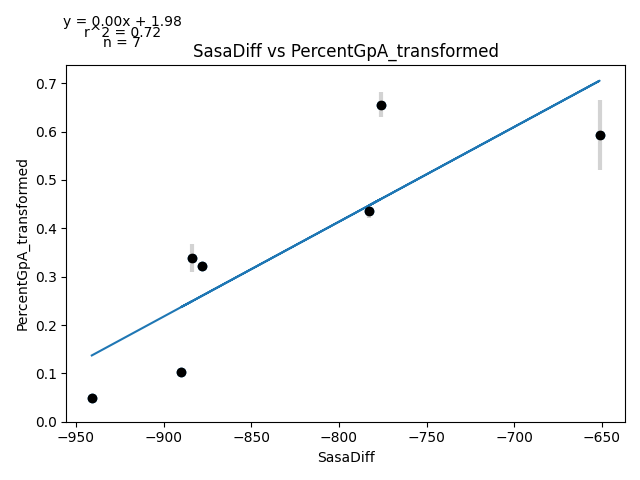 y = 0.00x + 1.98
r^2 = 0.72
n = 7
SasaDiff vs PercentGpA_transformed
PercentGpA_transformed
0.7
0.6
0.5
0.4
0.3
0.2
0.1
0.0
−950 −900 −850 −800 −750 −700 −650
SasaDiff